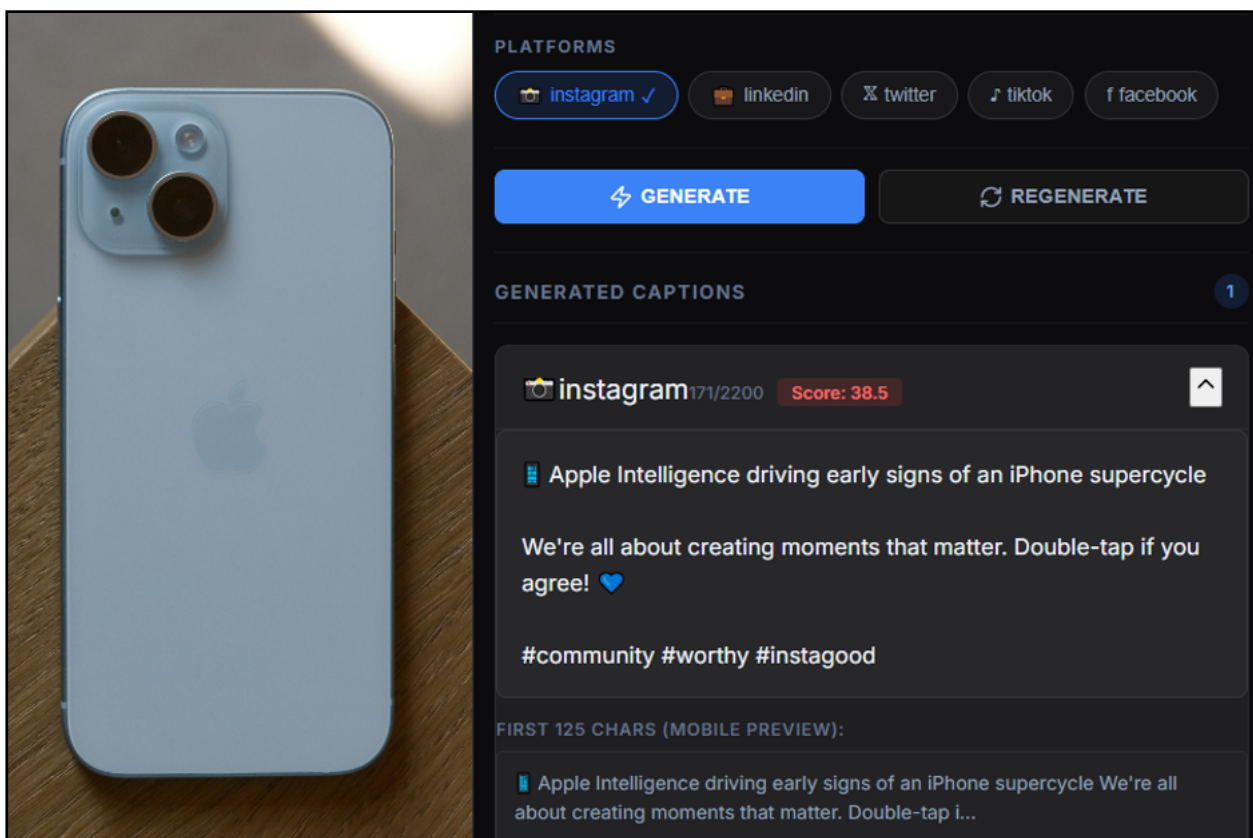 PLATFORMS
📷 instagram ✓
💼 linkedin
𝕏 twitter
♪ tiktok
f facebook
GENERATE
REGENERATE
GENERATED CAPTIONS
1
📷 instagram 171/2200 Score: 38.5
📱 Apple Intelligence driving early signs of an iPhone supercycle
We're all about creating moments that matter. Double-tap if you
agree! 💙
#community #worthy #instagood
FIRST 125 CHARS (MOBILE PREVIEW):
📱 Apple Intelligence driving early signs of an iPhone supercycle We're all
about creating moments that matter. Double-tap i...